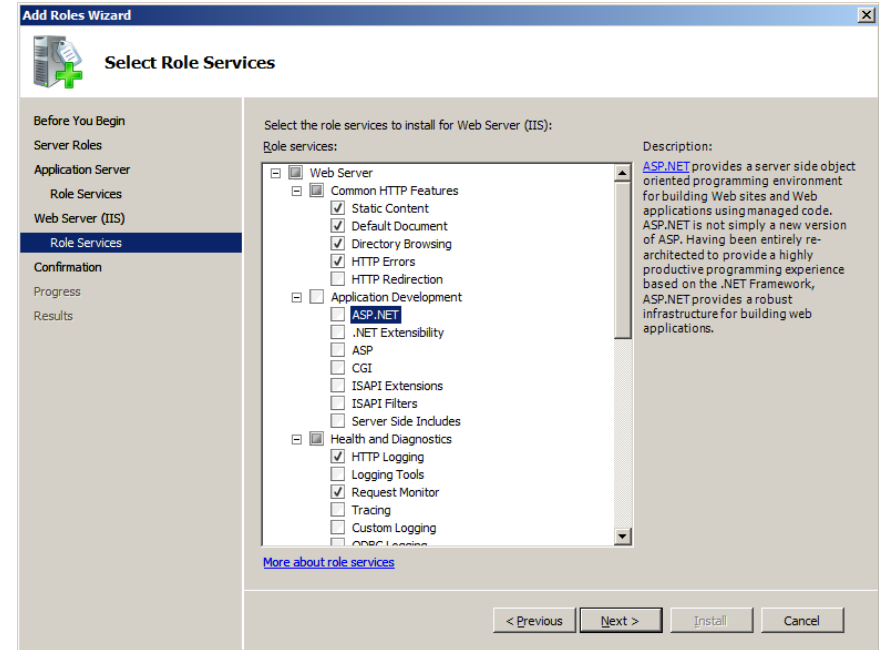 Add Roles Wizard
Select Role Services
Before You Begin
Server Roles
Application Server
Role Services
Web Server (IIS)
Role Services
Confirmation
Progress
Results
Select the role services to install for Web Server (IIS):
Role services:
Web Server
Common HTTP Features
Static Content
Default Document
Directory Browsing
HTTP Errors
HTTP Redirection
Application Development
ASP.NET
.NET Extensibility
ASP
CGI
ISAPI Extensions
ISAPI Filters
Server Side Includes
Health and Diagnostics
HTTP Logging
Logging Tools
Request Monitor
Tracing
Custom Logging
ODBC Logging
More about role services
Description:
ASP.NET provides a server side object
oriented programming environment
for building Web sites and Web
applications using managed code.
ASP.NET is not simply a new version
of ASP. Having been entirely re-
architected to provide a highly
productive programming experience
based on the .NET Framework,
ASP.NET provides a robust
infrastructure for building web
applications.
< Previous
Next >
Install
Cancel